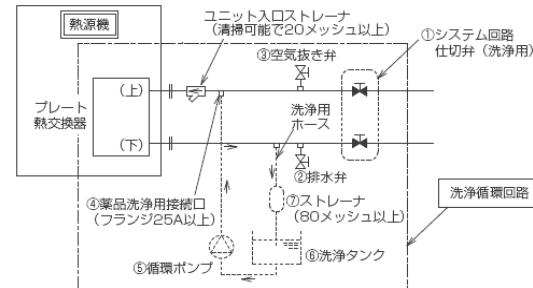 熱源機
ユニット入口ストレーナ
(清掃可能で20メッシュ以上)
①システム回路
仕切弁(洗浄用)
③空気抜き弁
プレート
熱交換器
(上)
(下)
洗浄用
ホース
②排水弁
④薬品洗浄用接続口
(フランジ25A以上)
⑦ストレーナ
(80メッシュ以上)
洗浄循環回路
⑤循環ポンプ
⑥洗浄タンク